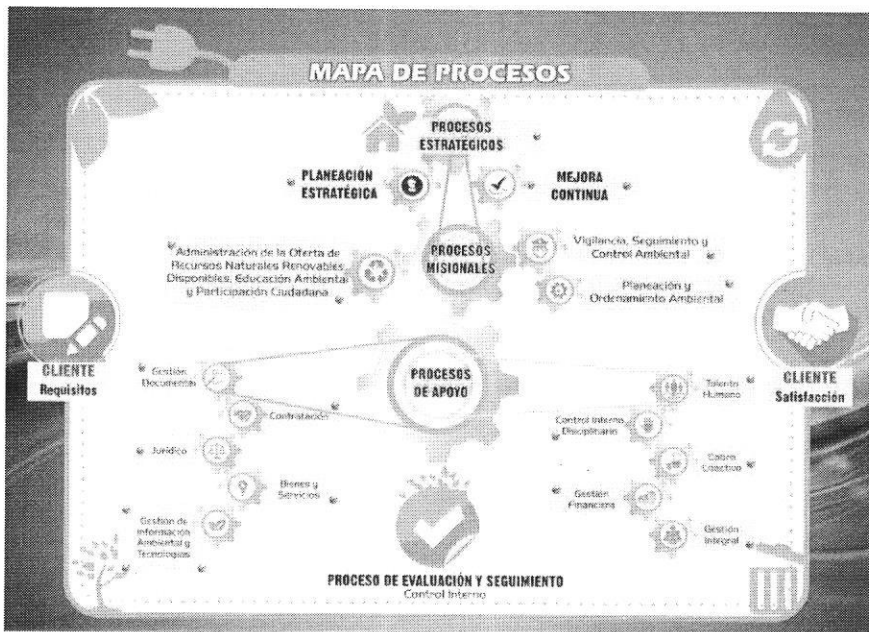 MAPA DE PROCESOS
PROCESOS
ESTRATÉGICOS
PLANEACIÓN
ESTRATÉGICA
MEJORA
CONTINUA
Administración de la Oferta de
Recursos Naturales Renovables
Disponibles, Educación Ambiental
y Participación Ciudadana
PROCESOS
MISIONALES
Vigilancia, Seguimiento y
Control Ambiental
Planeación y
Ordenamiento Ambiental
CLIENTE
Requisitos
CLIENTE
Satisfacción
PROCESOS
DE APOYO
Gestión
Documental
Contratación
Jurídico
Bienes y
Servicios
Gestión de
Información
Ambiental y
Tecnologías
Talento
Humano
Control Interno
Disciplinario
Cobro
Coactivo
Gestión
Financiera
Gestión
Integral
PROCESO DE EVALUACIÓN Y SEGUIMIENTO
Control Interno